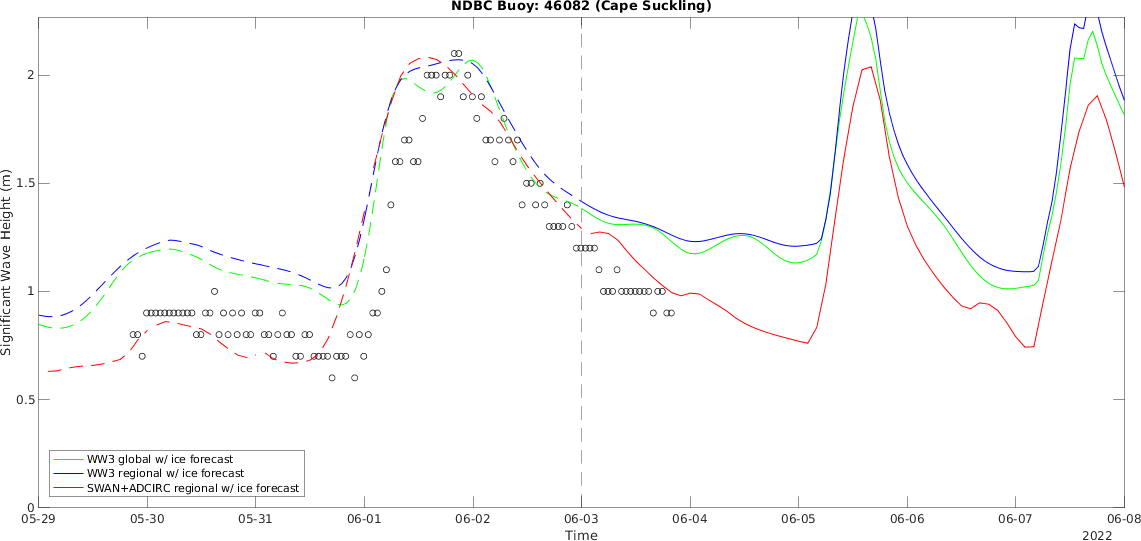 NDBC Buoy: 46082 (Cape Suckling)
Significant Wave Height (m)
2
1.5
1
0.5
0
WW3 global w/ ice forecast
WW3 regional w/ ice forecast
SWAN+ADCIRC regional w/ ice forecast
05-29 05-30 05-31 06-01 06-02 06-03 06-04 06-05 06-06 06-07 06-08
Time
2022